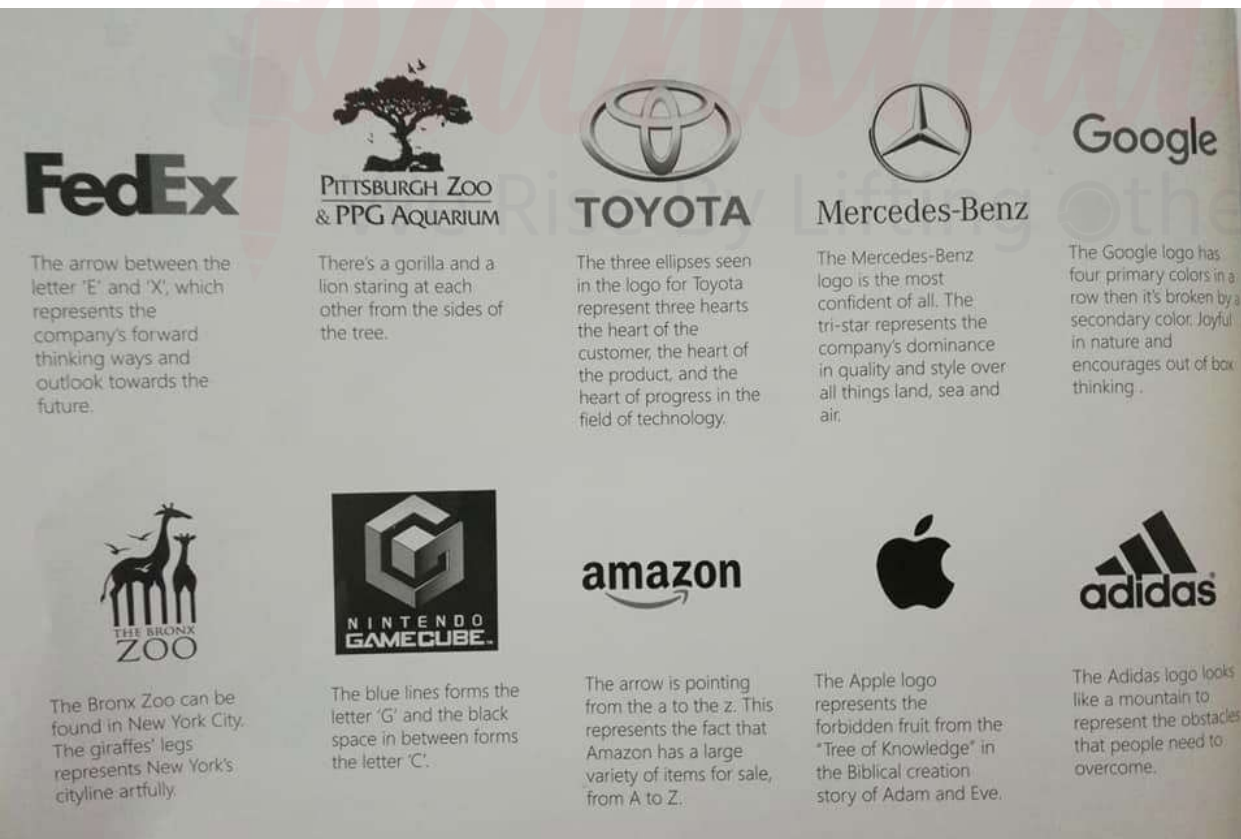 FedEx
The arrow between the
letter 'E' and 'X', which
represents the
company's forward
thinking ways and
outlook towards the
future.
PITTSBURGH ZOO
& PPG AQUARIUM
There's a gorilla and a
lion staring at each
other from the sides of
the tree.
TOYOTA
The three ellipses seen
in the logo for Toyota
represent three hearts
the heart of the
customer, the heart of
the product, and the
heart of progress in the
field of technology.
Mercedes-Benz
The Mercedes-Benz
logo is the most
confident of all. The
tri-star represents the
company's dominance
in quality and style over
all things land, sea and
air.
Google
The Google logo has
four primary colors in a
row then it's broken by a
secondary color. Joyful
in nature and
encourages out of box
thinking .
THE BRONX
ZOO
The Bronx Zoo can be
found in New York City.
The giraffes' legs
represents New York's
cityline artfully.
NINTENDO
GAMECUBE™
The blue lines forms the
letter 'G' and the black
space in between forms
the letter 'C'.
amazon
The arrow is pointing
from the a to the z. This
represents the fact that
Amazon has a large
variety of items for sale,
from A to Z.
The Apple logo
represents the
forbidden fruit from the
"Tree of Knowledge" in
the Biblical creation
story of Adam and Eve.
adidas
The Adidas logo looks
like a mountain to
represent the obstacles
that people need to
overcome.
We Rise By Lifting Othe